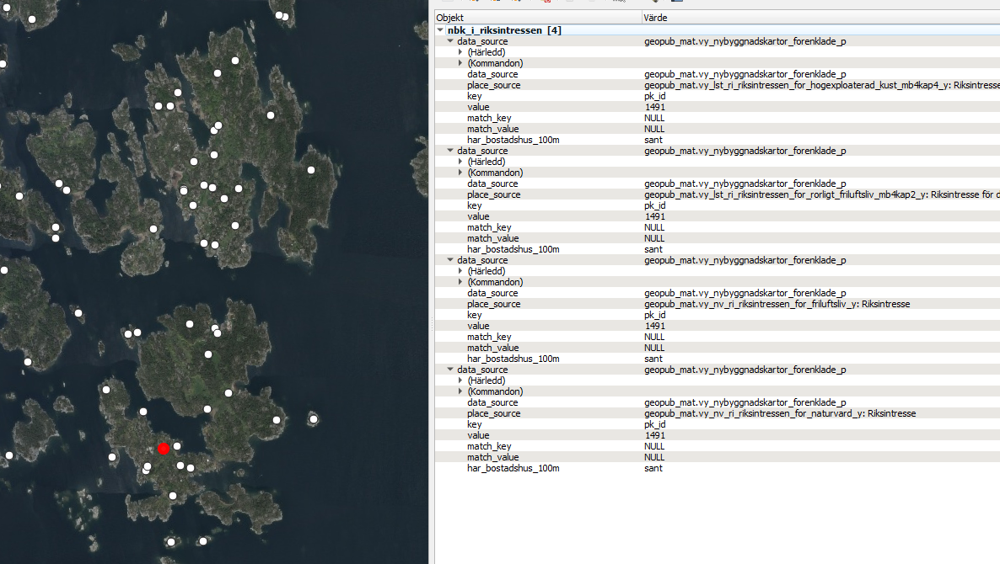 Objekt Värde
nbk_i_riksintressen [4]
data_source geopub_mat.vy_nybyggnadskartor_forenklade_p
(Härledd)
(Kommandon)
data_source geopub_mat.vy_nybyggnadskartor_forenklade_p
place_source geopub_mat.vy_lst_ri_riksintressen_for_hogexploaterad_kust_mb4kap4_y: Riksintresse
key pk_id
value 1491
match_key NULL
match_value NULL
har_bostadshus_100m sant
data_source geopub_mat.vy_nybyggnadskartor_forenklade_p
(Härledd)
(Kommandon)
data_source geopub_mat.vy_nybyggnadskartor_forenklade_p
place_source geopub_mat.vy_lst_ri_riksintressen_for_rorligt_friluftsliv_mb4kap2_y: Riksintresse för d
key pk_id
value 1491
match_key NULL
match_value NULL
har_bostadshus_100m sant
data_source geopub_mat.vy_nybyggnadskartor_forenklade_p
(Härledd)
(Kommandon)
data_source geopub_mat.vy_nybyggnadskartor_forenklade_p
place_source geopub_mat.vy_nv_ri_riksintressen_for_friluftsliv_y: Riksintresse
key pk_id
value 1491
match_key NULL
match_value NULL
har_bostadshus_100m sant
data_source geopub_mat.vy_nybyggnadskartor_forenklade_p
(Härledd)
(Kommandon)
data_source geopub_mat.vy_nybyggnadskartor_forenklade_p
place_source geopub_mat.vy_nv_ri_riksintressen_for_naturvard_y: Riksintresse
key pk_id
value 1491
match_key NULL
match_value NULL
har_bostadshus_100m sant